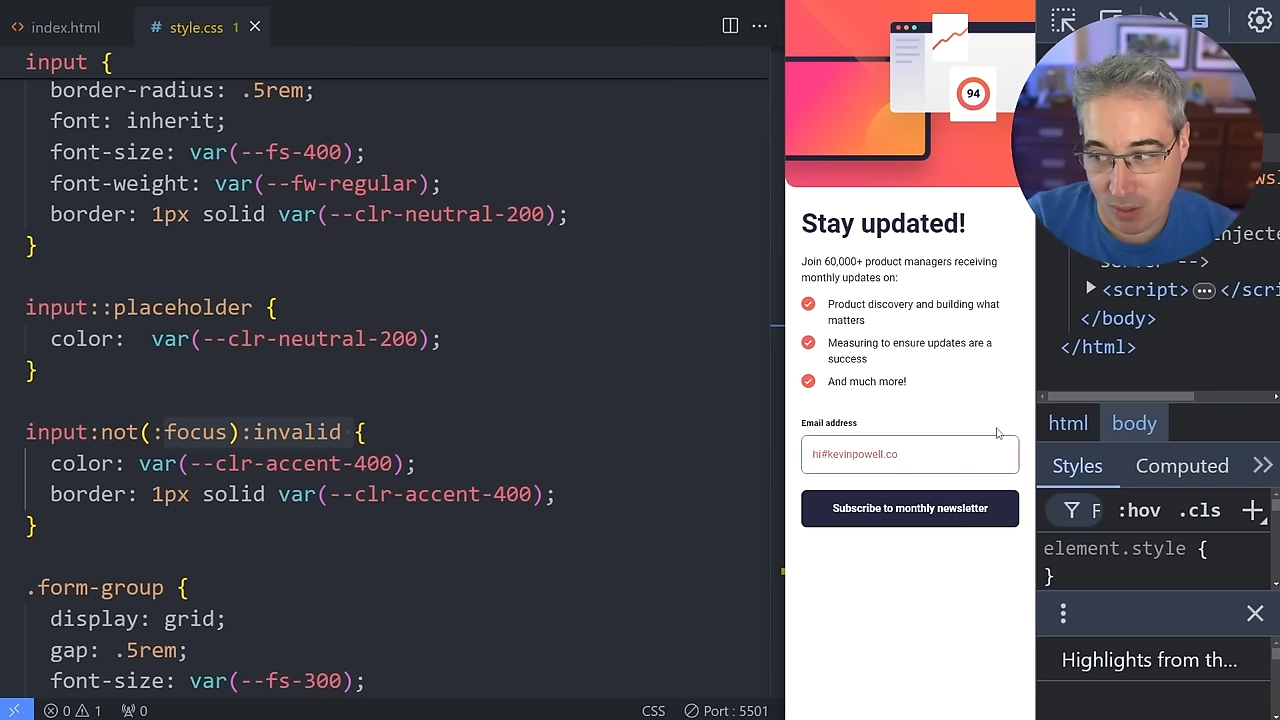 index.html
style.css 1
input {
border-radius: .5rem;
font: inherit;
font-size: var(--fs-400);
font-weight: var(--fw-regular);
border: 1px solid var(--clr-neutral-200);
}
input::placeholder {
color:  var(--clr-neutral-200);
}
input:not(:focus):invalid {
color: var(--clr-accent-400);
border: 1px solid var(--clr-accent-400);
}
.form-group {
display: grid;
gap: .5rem;
font-size: var(--fs-300);
0 1 0
CSS Port : 5501
94
Stay updated!
Join 60,000+ product managers receiving
monthly updates on:
Product discovery and building what
matters
Measuring to ensure updates are a
success
And much more!
Email address
hi#kevinpowell.co
Subscribe to monthly newsletter
server -->
<script>…</scri
</body>
</html>
html body
Styles Computed
F :hov .cls
element.style {
}
Highlights from th...